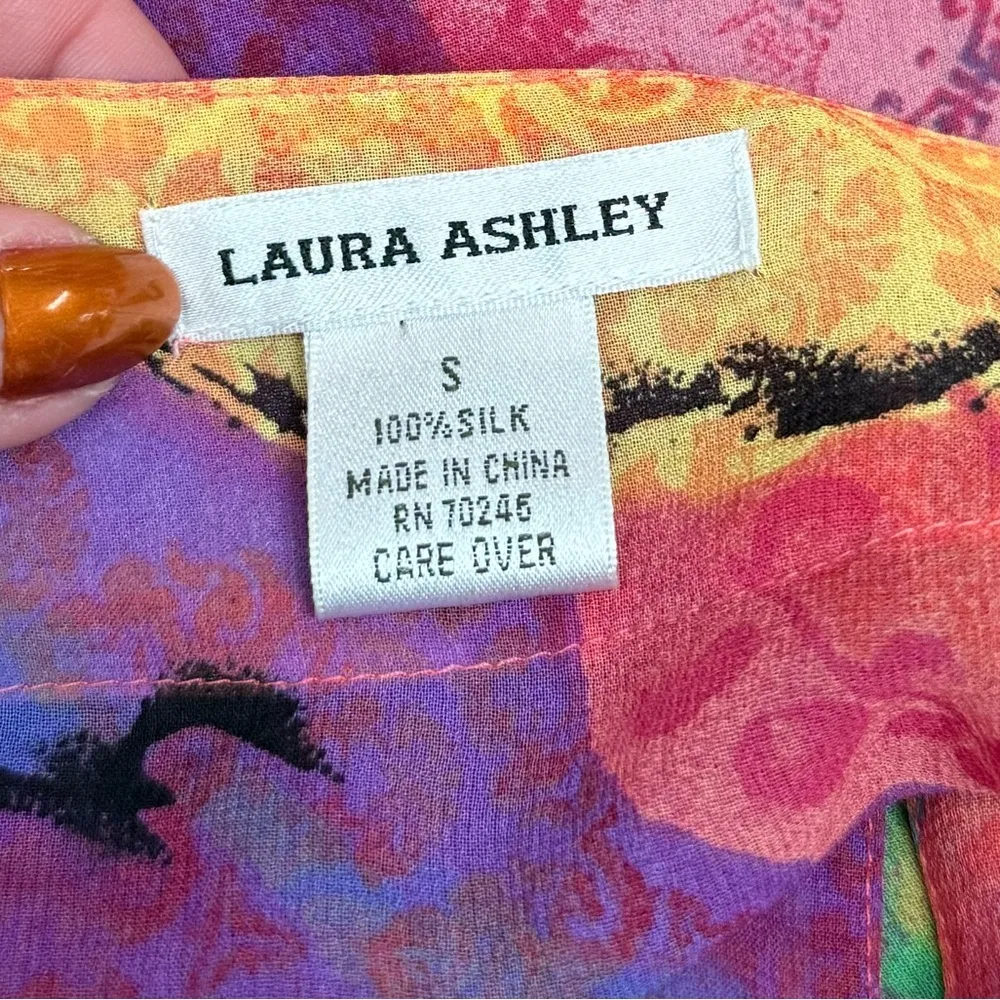 LAURA ASHLEY
S
100% SILK
MADE IN CHINA
RN 70246
CARE OVER